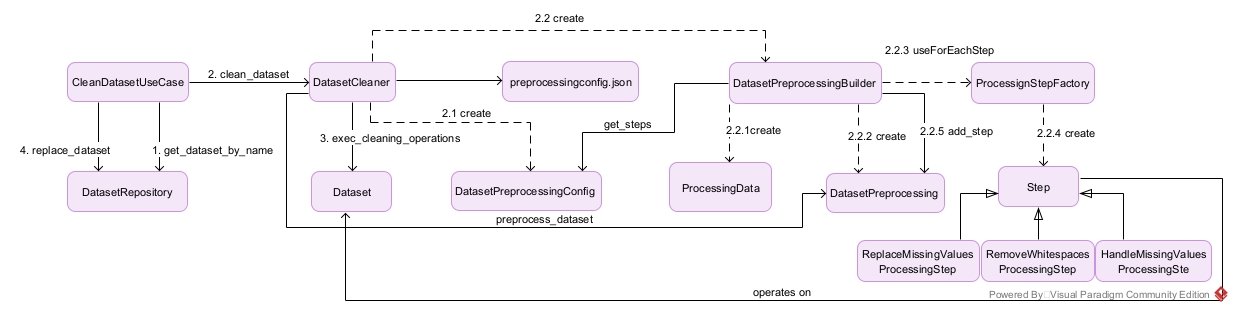 2.2 create
2.2.3 useForEachStep
CleanDatasetUseCase
2. clean_dataset
DatasetCleaner
preprocessingconfig.json
DatasetPreprocessingBuilder
ProcessignStepFactory
2.1 create
get_steps
2.2.1create
2.2.2 create
2.2.5 add_step
2.2.4 create
3. exec_cleaning_operations
4. replace_dataset
1. get_dataset_by_name
DatasetRepository
Dataset
DatasetPreprocessingConfig
ProcessingData
DatasetPreprocessing
Step
preprocess_dataset
ReplaceMissingValues
ProcessingStep
RemoveWhitespaces
ProcessingStep
HandleMissingValues
ProcessingSte
operates on
Powered By Visual Paradigm Community Edition